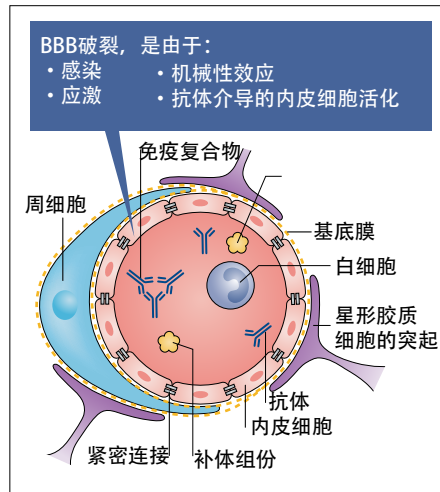 BBB破裂，是由于：
·感染
·机械性效应
·应激
·抗体介导的内皮细胞活化
免疫复合物
周细胞
基底膜
白细胞
星形胶质
细胞的突起
抗体
内皮细胞
紧密连接
补体组份